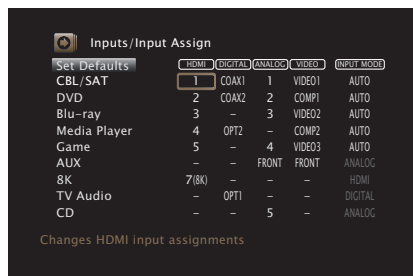 Inputs/Input Assign
Set Defaults HDMI DIGITAL ANALOG VIDEO INPUT MODE
CBL/SAT 1 COAX1 1 VIDEO1 AUTO
DVD 2 COAX2 2 COMP1 AUTO
Blu-ray 3 – 3 VIDEO2 AUTO
Media Player 4 OPT2 – COMP2 AUTO
Game 5 – 4 VIDEO3 AUTO
AUX – – FRONT FRONT ANALOG
8K 7(8K) – – – HDMI
TV Audio – OPT1 – – DIGITAL
CD – – 5 – ANALOG
Changes HDMI input assignments